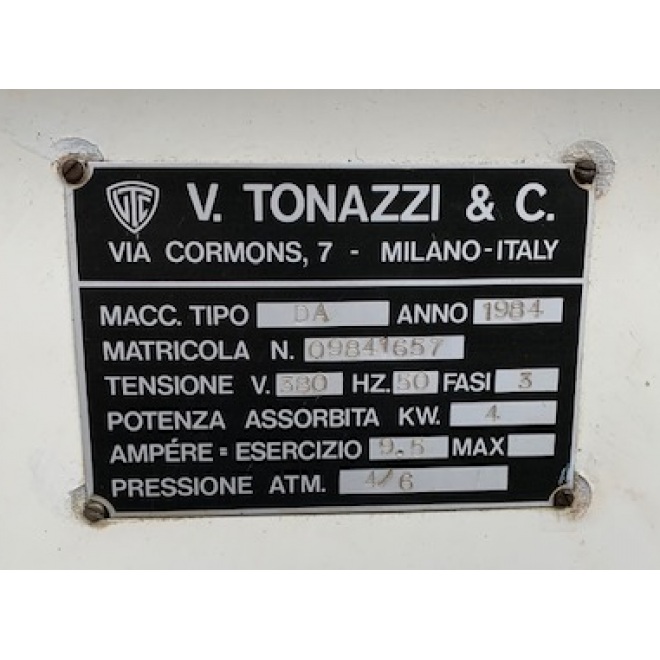 V. TONAZZI & C.
VIA CORMONS, 7 - MILANO-ITALY
MACC. TIPO DA ANNO 1984
MATRICOLA N. 09841657
TENSIONE V. 380 HZ. 50 FASI 3
POTENZA ASSORBITA KW. 4
AMPÉRE = ESERCIZIO 9.5 MAX
PRESSIONE ATM. 4/6